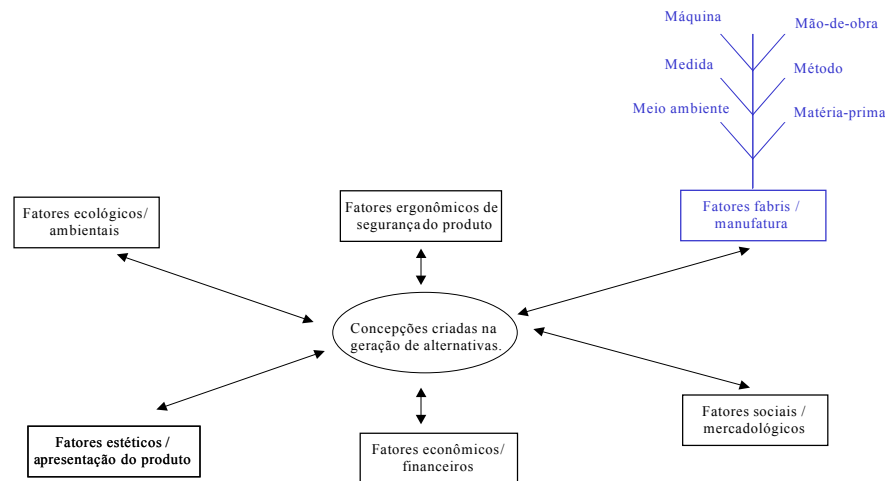 Máquina
Mão-de-obra
Medida
Método
Meio ambiente
Matéria-prima
Fatores ecológicos/
ambientais
Fatores ergonômicos de
segurança do produto
Fatores fabris /
manufatura
Concepções criadas na
geração de alternativas.
Fatores estéticos /
apresentação do produto
Fatores econômicos/
financeiros
Fatores sociais /
mercadológicos